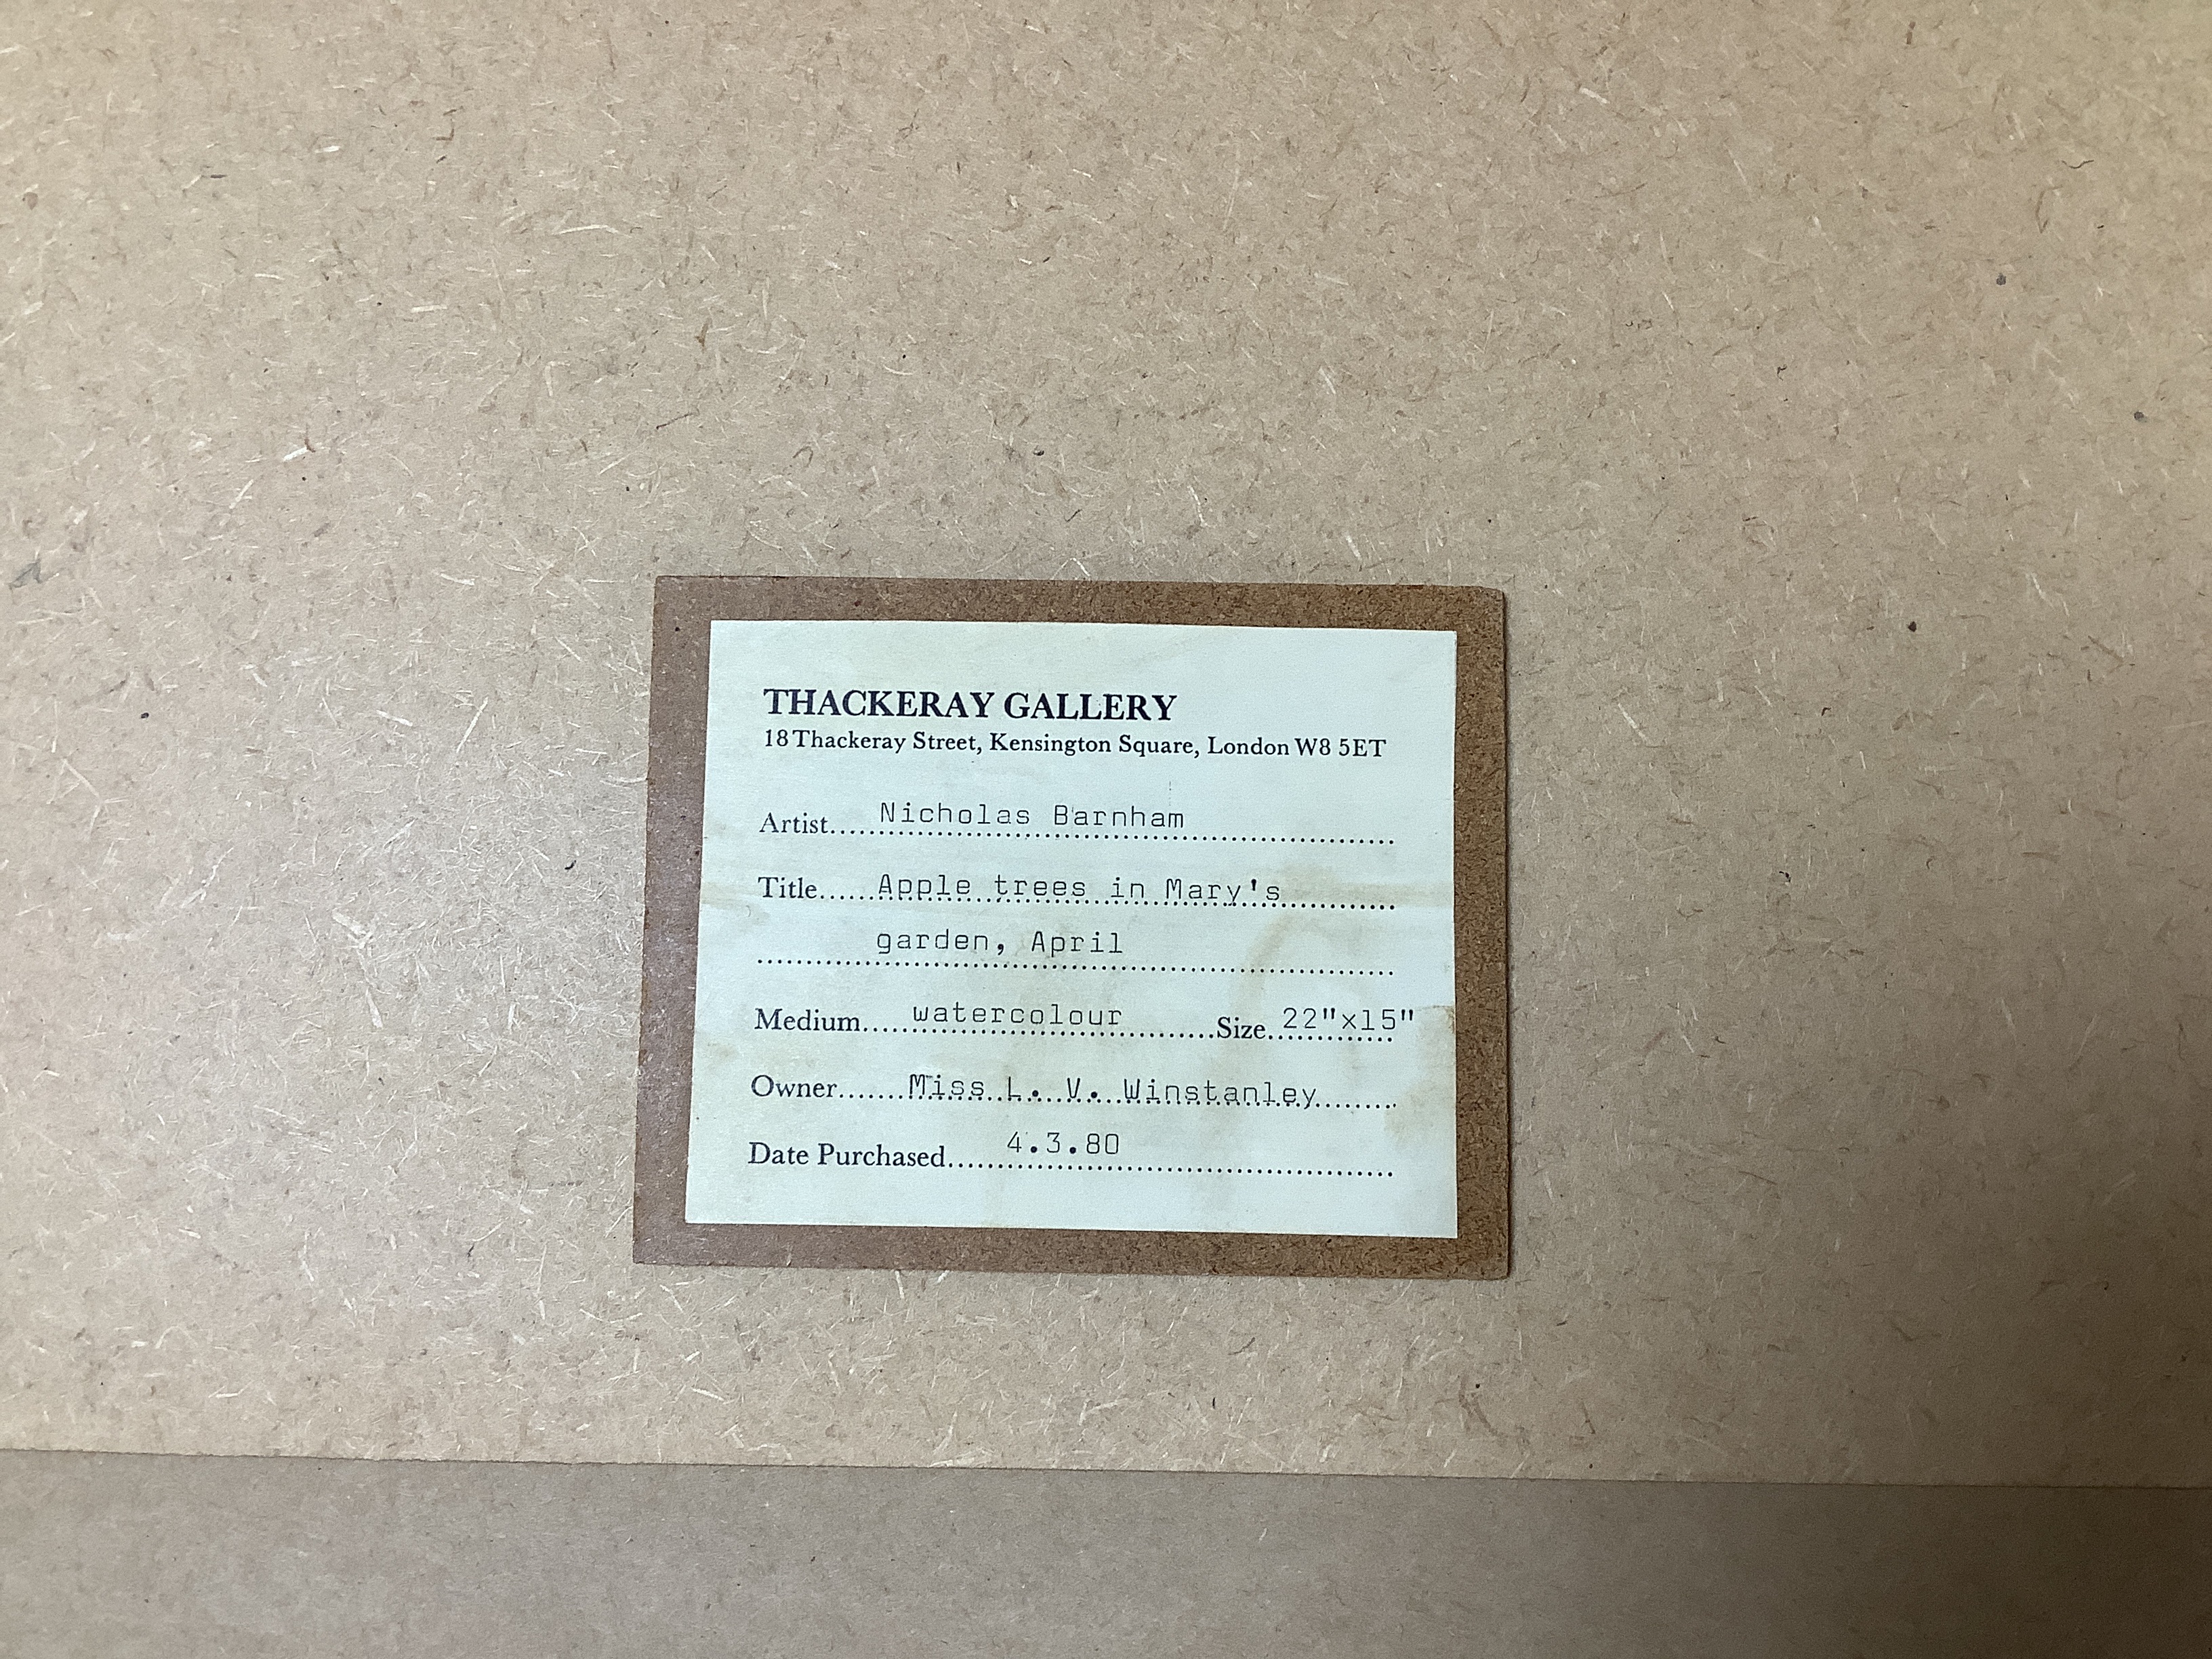 THACKERAY GALLERY
18 Thackeray Street, Kensington Square, London W8 5ET
Artist..... Nicholas Barnham
Title...... Apple trees in Mary's
garden, April
Medium..... watercolour ......Size.. 22"x15"
Owner....... Miss L. V. Winstanley
Date Purchased..... 4.3.80